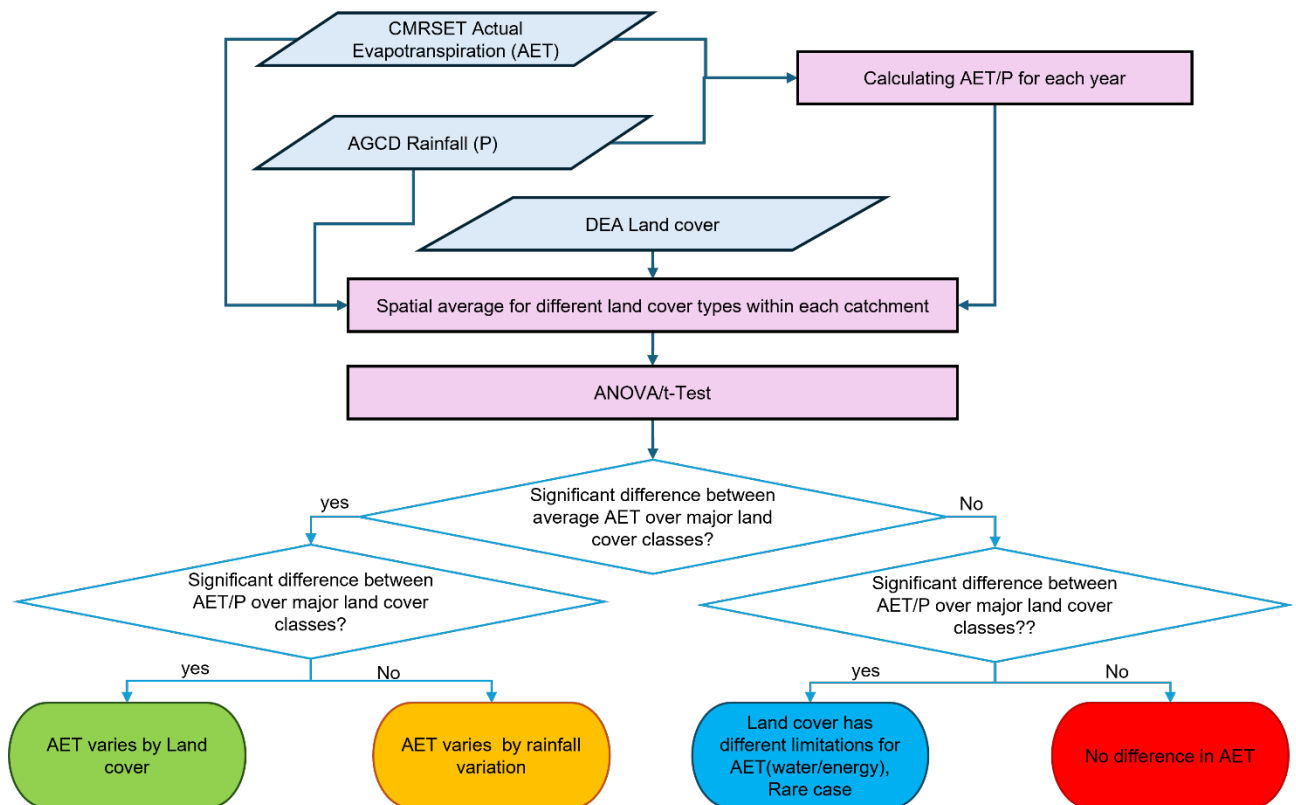 CMRSET Actual
Evapotranspiration (AET)
Calculating AET/P for each year
AGCD Rainfall (P)
DEA Land cover
Spatial average for different land cover types within each catchment
ANOVA/t-Test
Significant difference between
average AET over major land
cover classes?
yes
No
Significant difference between
AET/P over major land cover
classes?
Significant difference between
AET/P over major land cover
classes??
yes
No
yes
No
AET varies by Land
cover
AET varies  by rainfall
variation
Land cover has
different limitations for
AET(water/energy),
Rare case
No difference in AET